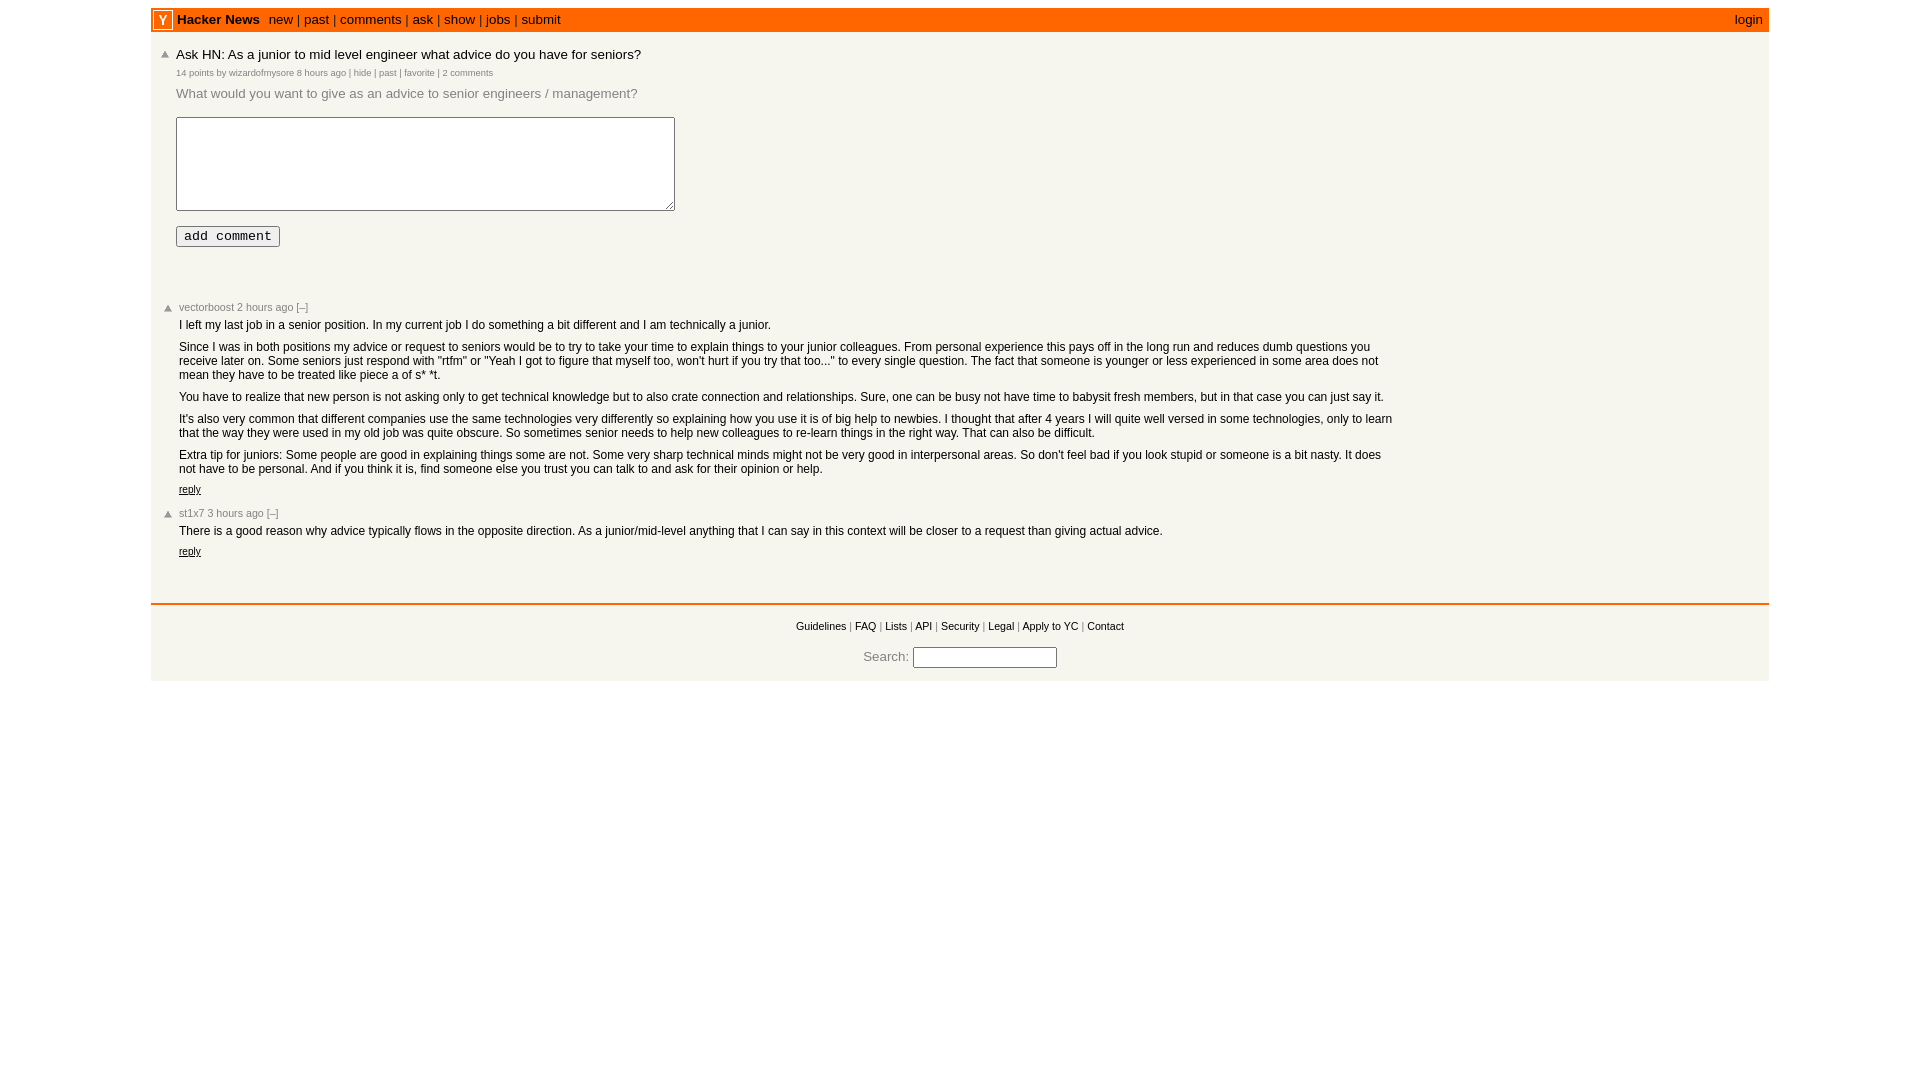 Y Hacker News new | past | comments | ask | show | jobs | submit login
Ask HN: As a junior to mid level engineer what advice do you have for seniors?
14 points by wizardofmysore 8 hours ago | hide | past | favorite | 2 comments
What would you want to give as an advice to senior engineers / management?
add comment
vectorboost 2 hours ago [–]
I left my last job in a senior position. In my current job I do something a bit different and I am technically a junior.
Since I was in both positions my advice or request to seniors would be to try to take your time to explain things to your junior colleagues. From personal experience this pays off in the long run and reduces dumb questions you
receive later on. Some seniors just respond with "rtfm" or "Yeah I got to figure that myself too, won't hurt if you try that too..." to every single question. The fact that someone is younger or less experienced in some area does not
mean they have to be treated like piece a of s* *t.
You have to realize that new person is not asking only to get technical knowledge but to also crate connection and relationships. Sure, one can be busy not have time to babysit fresh members, but in that case you can just say it.
It's also very common that different companies use the same technologies very differently so explaining how you use it is of big help to newbies. I thought that after 4 years I will quite well versed in some technologies, only to learn
that the way they were used in my old job was quite obscure. So sometimes senior needs to help new colleagues to re-learn things in the right way. That can also be difficult.
Extra tip for juniors: Some people are good in explaining things some are not. Some very sharp technical minds might not be very good in interpersonal areas. So don't feel bad if you look stupid or someone is a bit nasty. It does
not have to be personal. And if you think it is, find someone else you trust you can talk to and ask for their opinion or help.
reply
st1x7 3 hours ago [–]
There is a good reason why advice typically flows in the opposite direction. As a junior/mid-level anything that I can say in this context will be closer to a request than giving actual advice.
reply
Guidelines | FAQ | Lists | API | Security | Legal | Apply to YC | Contact
Search: